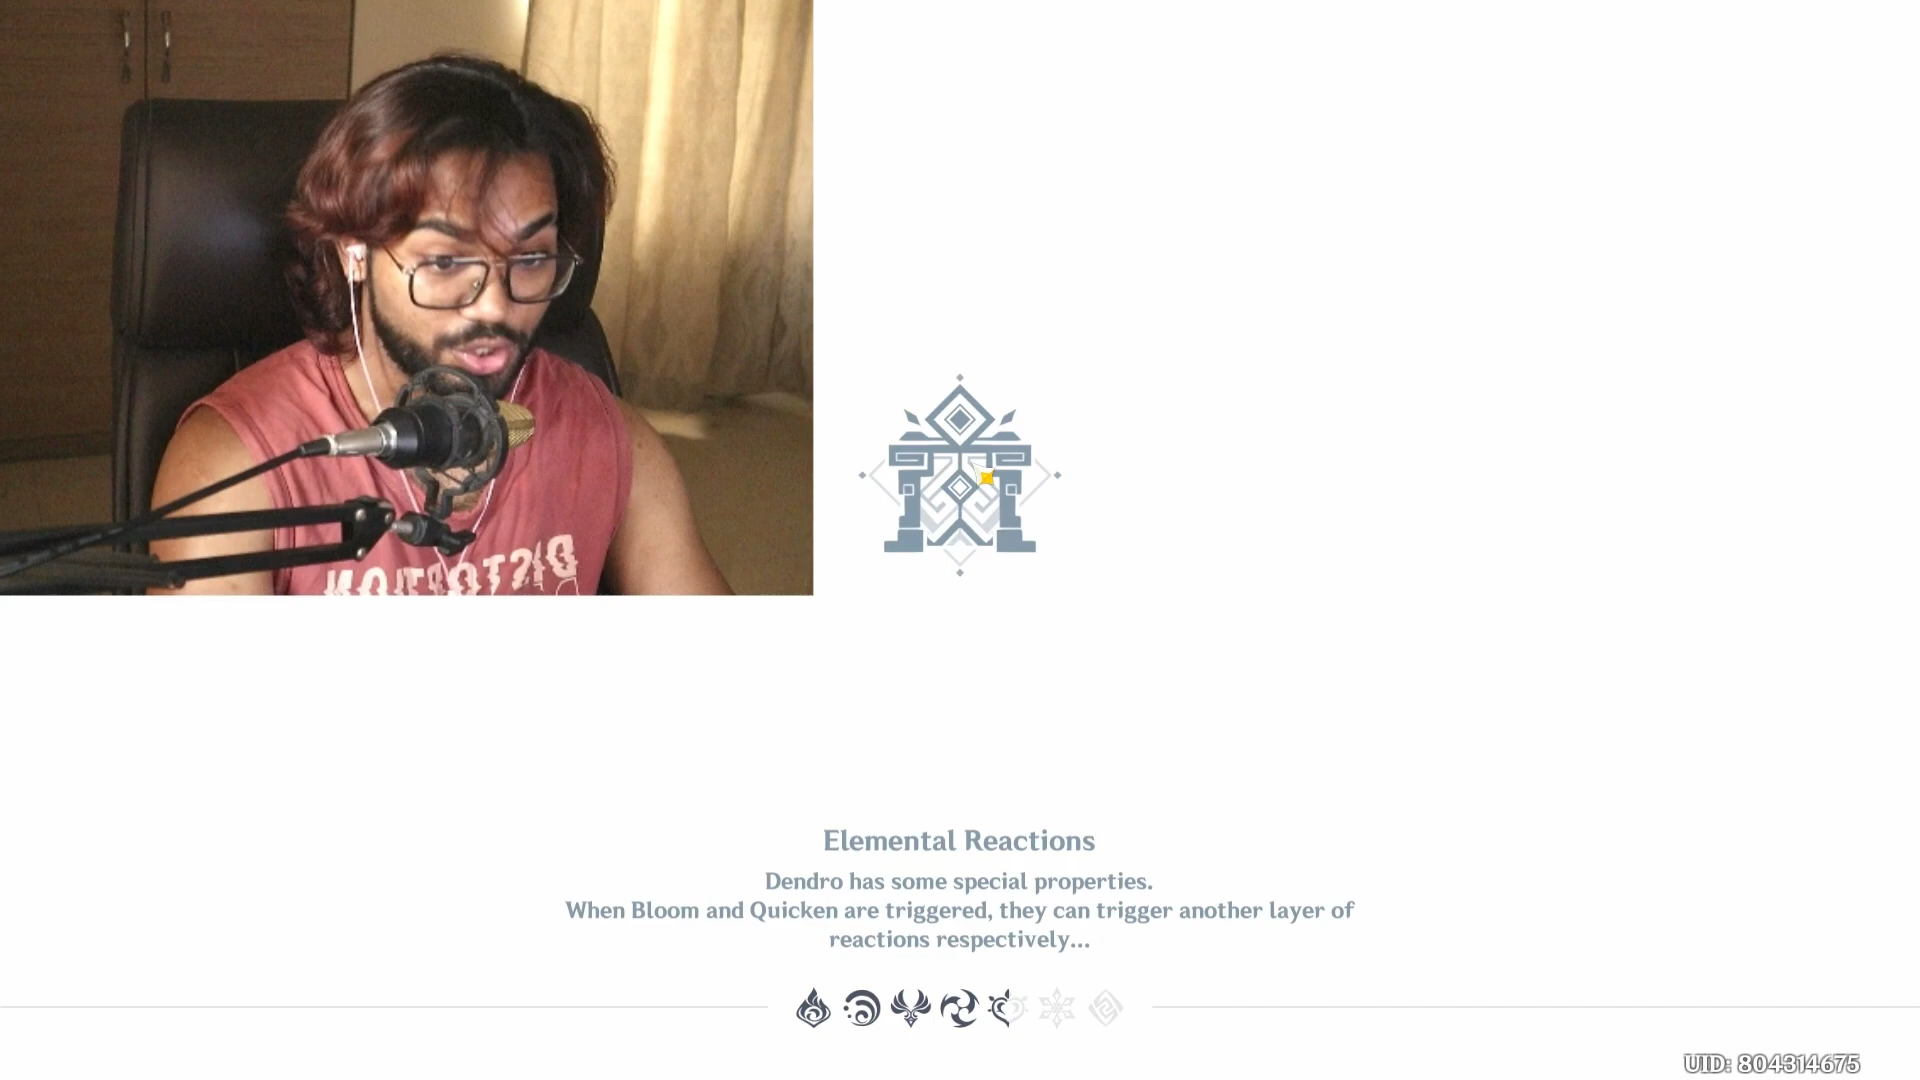 DISTORTION
Elemental Reactions
Dendro has some special properties.
When Bloom and Quicken are triggered, they can trigger another layer of
reactions respectively...
UID: 804314675